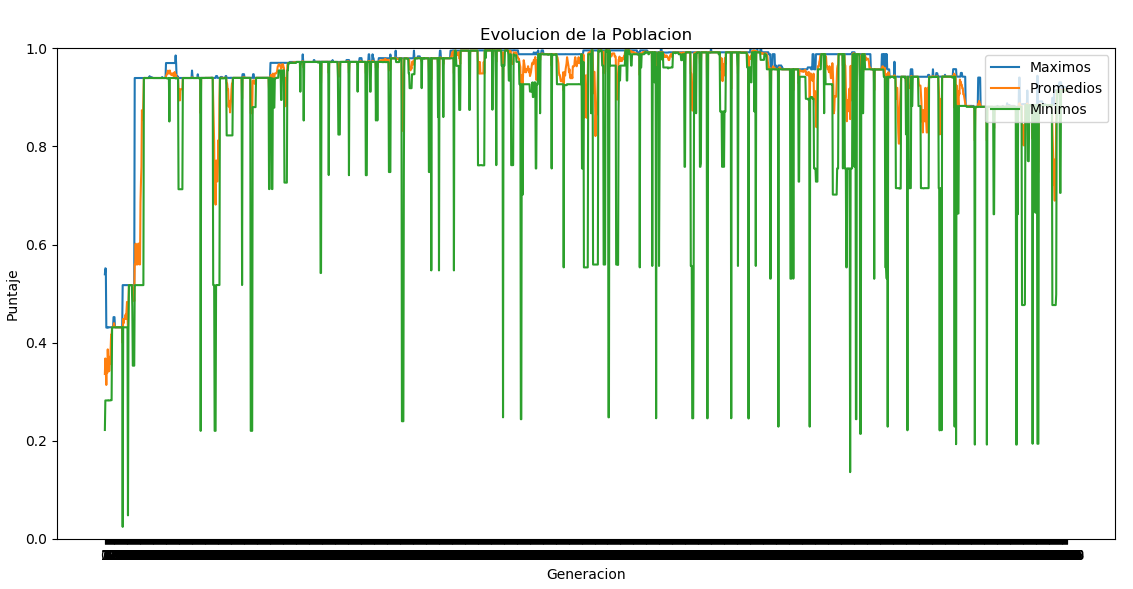 Evolucion de la Poblacion
Maximos
Promedios
Minimos
1.0
0.8
0.6
0.4
0.2
0.0
Puntaje
Generacion